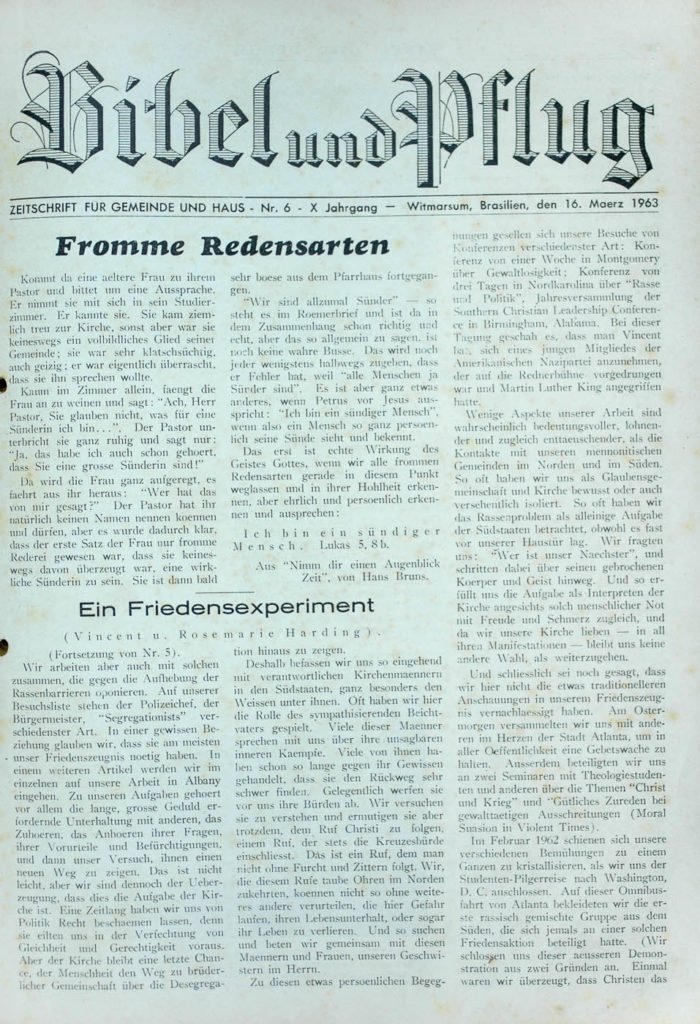 Bibel und Pflug
ZEITSCHRIFT FÜR GEMEINDE UND HAUS - Nr. 6 - X Jahrgang — Witmarsum, Brasilien, den 16. Maerz 1963
Fromme Redensarten
Kommt da eine aeltere Frau zu ihrem
Pastor und bittet um eine Aussprache.
Er nimmt sie mit sich in sein Studier-
zimmer. Er kannte sie. Sie kam ziem-
lich treu zur Kirche, sonst aber war sie
keineswegs ein volbildliches Glied seiner
Gemeinde; sie war sehr klatschsüchtig,
auch geizig; er war eigentlich überrascht,
dass sie ihn sprechen wollte.
Kaum im Zimmer allein, faengt die
Frau an zu weinen und sagt: "Ach, Herr
Pastor, Sie glauben nicht, was für eine
Sünderin ich bin...". Der Pastor un-
terbricht sie ganz ruhig und sagt nur:
"Ja, das habe ich auch schon gehoert,
dass Sie eine grosse Sünderin sind!"
Da wird die Frau ganz aufgeregt, es
faehrt aus ihr heraus: "Wer hat das
von mir gesagt?" Der Pastor hat ihr
natürlich keinen Namen nennen koennen
und dürfen, aber es wurde dadurch klar,
dass der erste Satz der Frau nur fromme
Rederei gewesen war, dass sie keines-
wegs davon überzeugt war, eine wirk-
liche Sünderin zu sein. Sie ist dann bald
sehr boese aus dem Pfarrhaus fortgegan-
gen.
"Wir sind allzumal Sünder" — so
steht es im Roemerbrief und ist da in
dem Zusammenhang schon richtig und
echt, aber das so allgemein zu sagen, ist
noch keine wahre Busse. Das wird noch
jeder wenigstens hallwegs zugeben, dass
er Fehler hat, weil "alle Menschen ja
Sürder sind". Es ist aber ganz etwas
anderes, wenn Petrus vor Jesus aus-
spricht: "Ich bin ein sündiger Mensch",
wenn also ein Mensch so ganz persoen-
lich seine Sünde sieht und bekennt.
Das erst ist echte Wirkung des
Geistes Gottes, wenn wir alle frommen
Redensarten gerade in diesem Punkt
weglassen und in ihrer Hohlheit erken-
nen, aber ehrlich und persoenlich erken-
nen und aussprechen:
Ich bin ein sündiger
Mensch. Lukas 5, 8b.
Aus "Nimm dir einen Augenblick
Zeit", von Hans Bruns.
Ein Friedensexperiment
(Vincent u. Rosemarie Harding).
(Fortsetzung von Nr. 5).
Wir arbeiten aber auch mit solchen
zusammen, die gegen die Aufhebung der
Rassenbarrieren oponieren. Auf unserer
Besuchsliste stehen der Polizeichef, der
Bürgermeister, "Segregationists" ver-
schiedenster Art. In einer gewissen Be-
ziehung glauben wir, dass sie am meisten
unser Friedenszeugnis noetig haben. In
einem weiteren Artikel werden wir im
einzelnen auf unsere Arbeit in Albany
eingehen. Zu unseren Aufgaben gehoert
vor allem die lange, grosse Geduld er-
fordernde Unterhaltung mit anderen, das
Zuhoeren, das Anhoeren ihrer Fragen,
ihrer Vorurteile und Befürchtigungen,
und dann unser Versuch, ihnen einen
neuen Weg zu zeigen. Das ist nicht
leicht, aber wir sind dennoch der Ueber-
zeugung, dass dies die Aufgabe der Kir-
che ist. Eine Zeitlang haben wir uns von
Politik Recht beschaemen lassen, denn
sie eilten uns in der Verfechtung von
Gleichheit und Gerechtigkeit voraus.
Aber der Kirche bleibt eine letzte Chan-
ce, der Menschheit den Weg zu brüder-
licher Gemeinschaft über die Desegrega-
tion hinaus zu zeigen.
Deshalb befassen wir uns so eingehend
mit verantwortlichen Kirchenmaennern
in den Südstaaten, ganz besonders den
Weissen unter ihnen. Oft haben wir hier
die Rolle des sympathisierenden Beicht-
vaters gespielt. Viele dieser Maenner
sprechen mit uns über ihre unsagbaren
inneren Kaempfe. Viele von ihnen ha-
ben schon so lange gegen ihr Gewissen
gehandelt, dass sie den Rückweg sehr
schwer finden. Gelegentlich werfen sie
vor uns ihre Bürden ab. Wir versuchen
sie zu verstehen und ermutigen sie aber
trotzdem, dem Ruf Christi zu folgen,
einem Ruf, der stets die Kreuzesbürde
einschliesst. Das ist ein Ruf, dem man
nicht ohne Furcht und Zittern folgt. Wir,
die diesem Rufe taube Ohren im Norden
zukehrten, koennen nicht so ohne weite-
res andere verurteilen, die hier Gefahr
laufen, ihren Lebensunterhalt, oder sogar
ihr Leben zu verlieren. Und so suchen
und beten wir gemeinsam mit diesen
Maennern und Frauen, unseren Geschwi-
stern im Herrn.
Zu diesen etwas persoenlichen Begeg-
nungen gesellen sich unsere Besuche von
Konferenzen verschiedenster Art: Kon-
ferenz von einer Woche in Montgomery
über Gewaltlosigkeit; Konferenz von
drei Tagen in Nordkarolina über "Rasse
und Politik", Jahresversammlung der
Southern Christian Leadership Conferen-
ce in Birmingham, Alabama. Bei dieser
Tagung geschah es, dass man Vincent
bat, sich eines jungen Mitgliedes der
Amerikanischen Nazipartei anzunehmen,
der auf die Rednerbühne vorgedrungen
war und Martin Luther King angegriffen
hatte.
Wenige Aspekte unserer Arbeit sind
wahrscheinlich bedeutungsvoller, lohnen-
der und zugleich enttaeuschender, als die
Kontakte mit unseren mennonitischen
Gemeinden im Norden und im Süden.
So oft haben wir uns als Glaubensge-
meinschaft und Kirche bewusst oder auch
versehentlich isoliert. So oft haben wir
das Rassenproblem als alleinige Aufgabe
der Südstaaten betrachtet, obwohl es fast
vor unserer Haustür lag. Wir fragten
uns: "Wer ist unser Naechster", und
schritten dabei über seinen gebrochenen
Koerper und Geist hinweg. Und so er-
füllt uns die Aufgabe als Interpreten der
Kirche angesichts solch menschlicher Not
mit Freude und Schmerz zugleich, und
da wir unsere Kirche lieben — in all
ihren Manifestationen — bleibt uns keine
andere Wahl, als weiterzugehen.
Und schliesslich sei noch gesagt, dass
wir hier nicht die etwas traditionelleren
Anschauungen in unserem Friedenszeug-
nis vernachlaessigt haben. Am Oster-
morgen versammelten wir uns mit ande-
ren im Herzen der Stadt Atlanta, um in
aller Oeffentlichkeit eine Gebetswache zu
halten. Ausserdem beteiligten wir uns
an zwei Seminaren mit Theologiestuden-
ten und anderen über die Themen "Christ
und Krieg" und "Gütliches Zureden bei
gewalttaetigen Ausschreitungen (Moral
Suasion in Violent Times).
Im Februar 1962 schienen sich unsere
verschiedenen Bemühungen zu einem
Ganzen zu kristallisieren, als wir uns der
Studenten-Pilgerreise nach Washington,
D. C. anschlossen. Auf dieser Omnibus-
fahrt von Atlanta bekleideten wir die er-
ste rassisch gemischte Gruppe aus dem
Süden, die sich jemals an einer solchen
Friedensaktion beteiligt hatte. (Wir
schlossen uns dieser aeusseren Demon-
stration aus zwei Gründen an. Einmal
waren wir überzeugt, dass Christen das